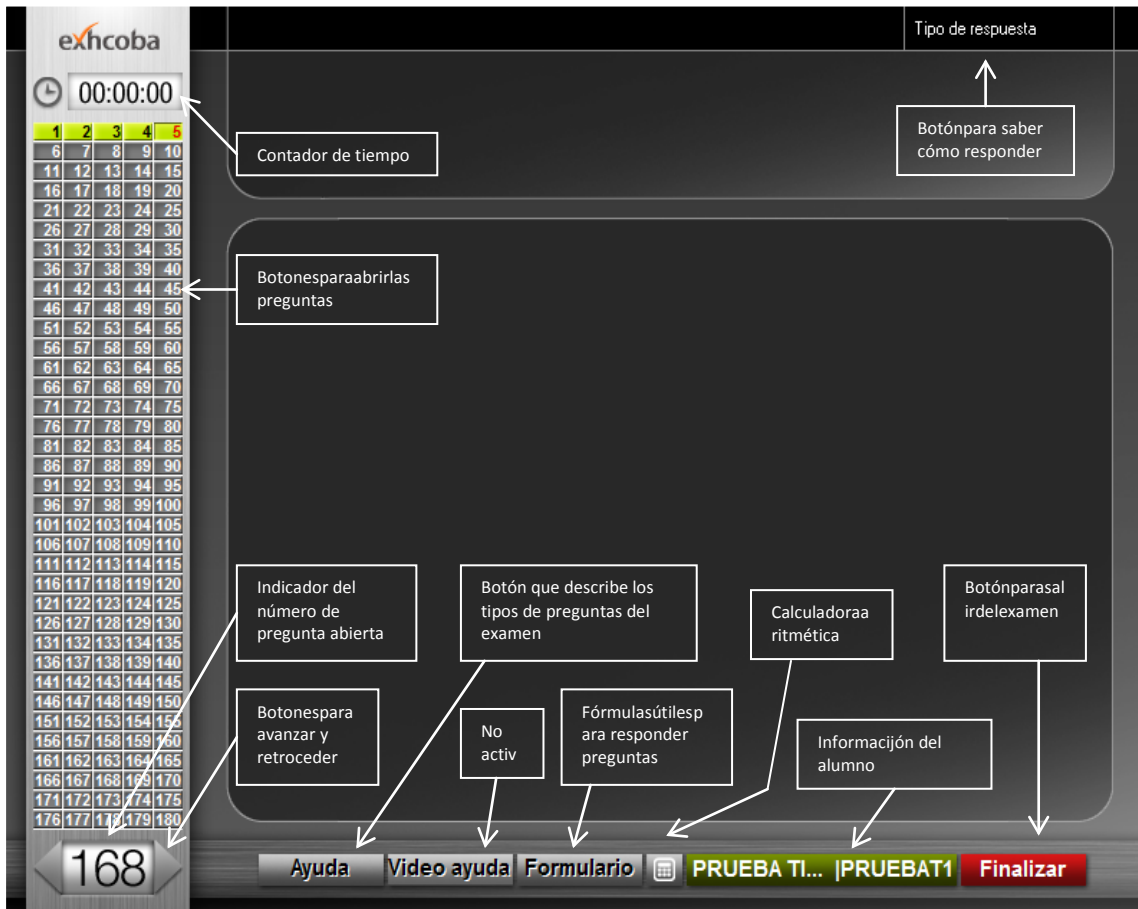 exhcoba
Tipo de respuesta
00:00:00
Botónpara saber
cómo responder
Contador de tiempo
1 2 3 4 5
6 7 8 9 10
11 12 13 14 15
16 17 18 19 20
21 22 23 24 25
26 27 28 29 30
31 32 33 34 35
36 37 38 39 40
41 42 43 44 45
46 47 48 49 50
51 52 53 54 55
56 57 58 59 60
61 62 63 64 65
66 67 68 69 70
71 72 73 74 75
76 77 78 79 80
81 82 83 84 85
86 87 88 89 90
91 92 93 94 95
96 97 98 99 100
101 102 103 104 105
106 107 108 109 110
111 112 113 114 115
116 117 118 119 120
121 122 123 124 125
126 127 128 129 130
131 132 133 134 135
136 137 138 139 140
141 142 143 144 145
146 147 148 149 150
151 152 153 154 155
156 157 158 159 160
161 162 163 164 165
166 167 168 169 170
171 172 173 174 175
176 177 178 179 180
Botonesparaabrirlas
preguntas
Indicador del
número de
pregunta abierta
Botón que describe los
tipos de preguntas del
examen
Calculadoraa
ritmética
Botónparasal
irdelexamen
Botonespara
avanzar y
retroceder
No
activ
Fórmulasútilesp
ara responder
preguntas
Informacijón del
alumno
168
Ayuda
Video ayuda
Formulario
PRUEBA TI... |PRUEBAT1
Finalizar